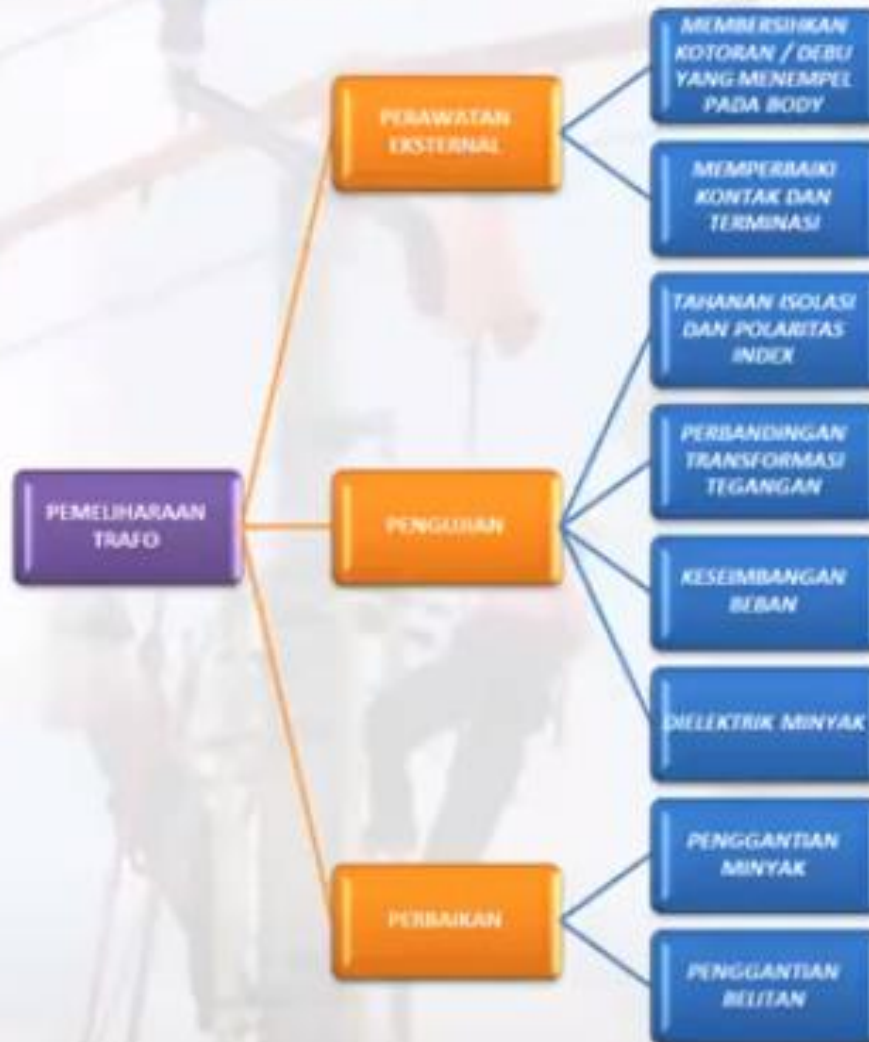 PEMELIHARAAN
TRAFO
PERAWATAN
EKSTERNAL
MEMBERSIHKAN
KOTORAN / DEBU
YANG MENEMPEL
PADA BODY
MEMPERBAIKI
KONTAK DAN
TERMINASI
PENGUJIAN
TAHANAN ISOLASI
DAN POLARITAS
INDEX
PERBANDINGAN
TRANSFORMASI
TEGANGAN
KESEIMBANGAN
BEBAN
DIELEKTRIK MINYAK
PERBAIKAN
PENGGANTIAN
MINYAK
PENGGANTIAN
BELITAN